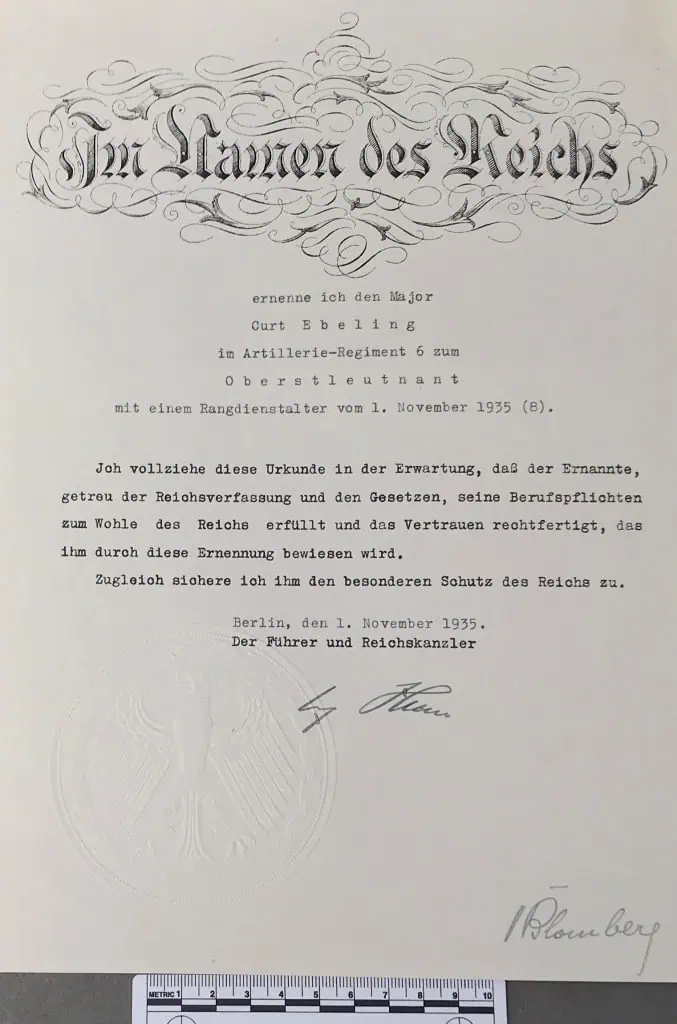 Im Namen des Reichs
ernenne ich den Major
Curt Ebeling
im Artillerie-Regiment 6 zum
Oberstleutnant
mit einem Rangdienstalter vom 1. November 1935 (8).
Ich vollziehe diese Urkunde in der Erwartung, daß der Ernannte,
getreu der Reichsverfassung und den Gesetzen, seine Berufspflichten
zum Wohle des Reichs erfüllt und das Vertrauen rechtfertigt, das
ihm durch diese Ernennung bewiesen wird.
Zugleich sichere ich ihm den besonderen Schutz des Reichs zu.
Berlin, den 1. November 1935.
Der Führer und Reichskanzler
Blomberg
METRIC 1 2 3 4 5 6 7 8 9 10